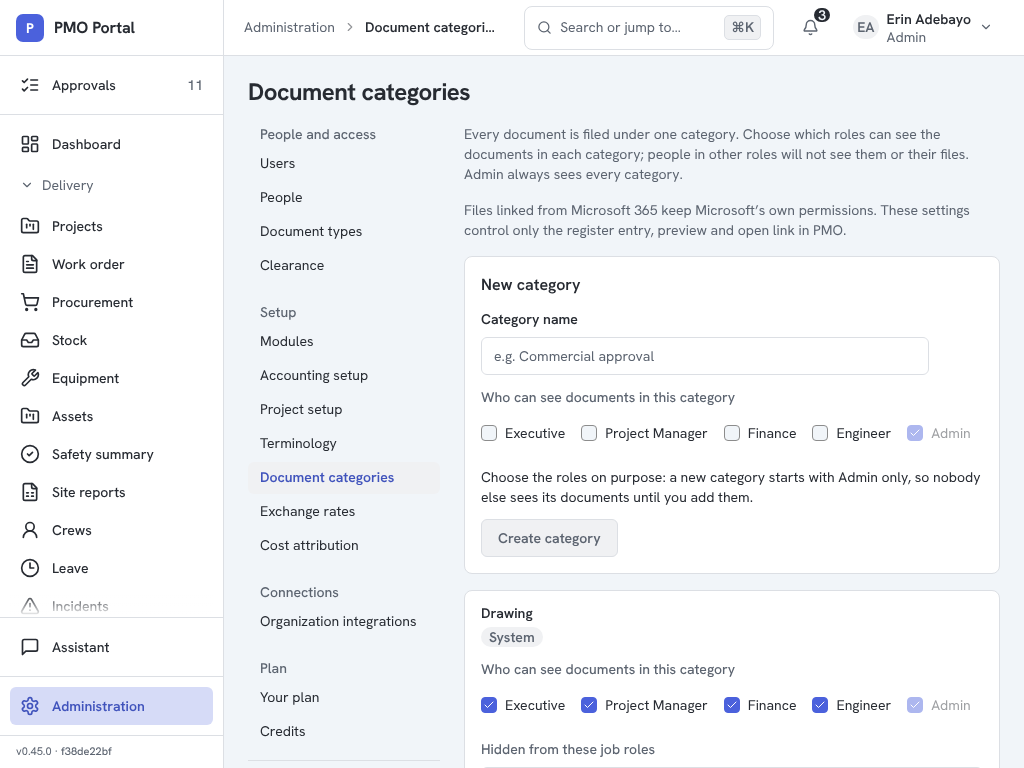 P PMO Portal
Administration > Document categori...
Search or jump to...
⌘K
3
EA
Erin Adebayo
Admin
Approvals 11
Dashboard
Delivery
Projects
Work order
Procurement
Stock
Equipment
Assets
Safety summary
Site reports
Crews
Leave
Incidents
Assistant
Administration
v0.45.0 · f38de22bf
Document categories
People and access
Users
People
Document types
Clearance
Setup
Modules
Accounting setup
Project setup
Terminology
Document categories
Exchange rates
Cost attribution
Connections
Organization integrations
Plan
Your plan
Credits
Every document is filed under one category. Choose which roles can see the
documents in each category; people in other roles will not see them or their files.
Admin always sees every category.
Files linked from Microsoft 365 keep Microsoft’s own permissions. These settings
control only the register entry, preview and open link in PMO.
New category
Category name
e.g. Commercial approval
Who can see documents in this category
Executive Project Manager Finance Engineer Admin
Choose the roles on purpose: a new category starts with Admin only, so nobody
else sees its documents until you add them.
Create category
Drawing
System
Who can see documents in this category
Executive Project Manager Finance Engineer Admin
Hidden from these job roles